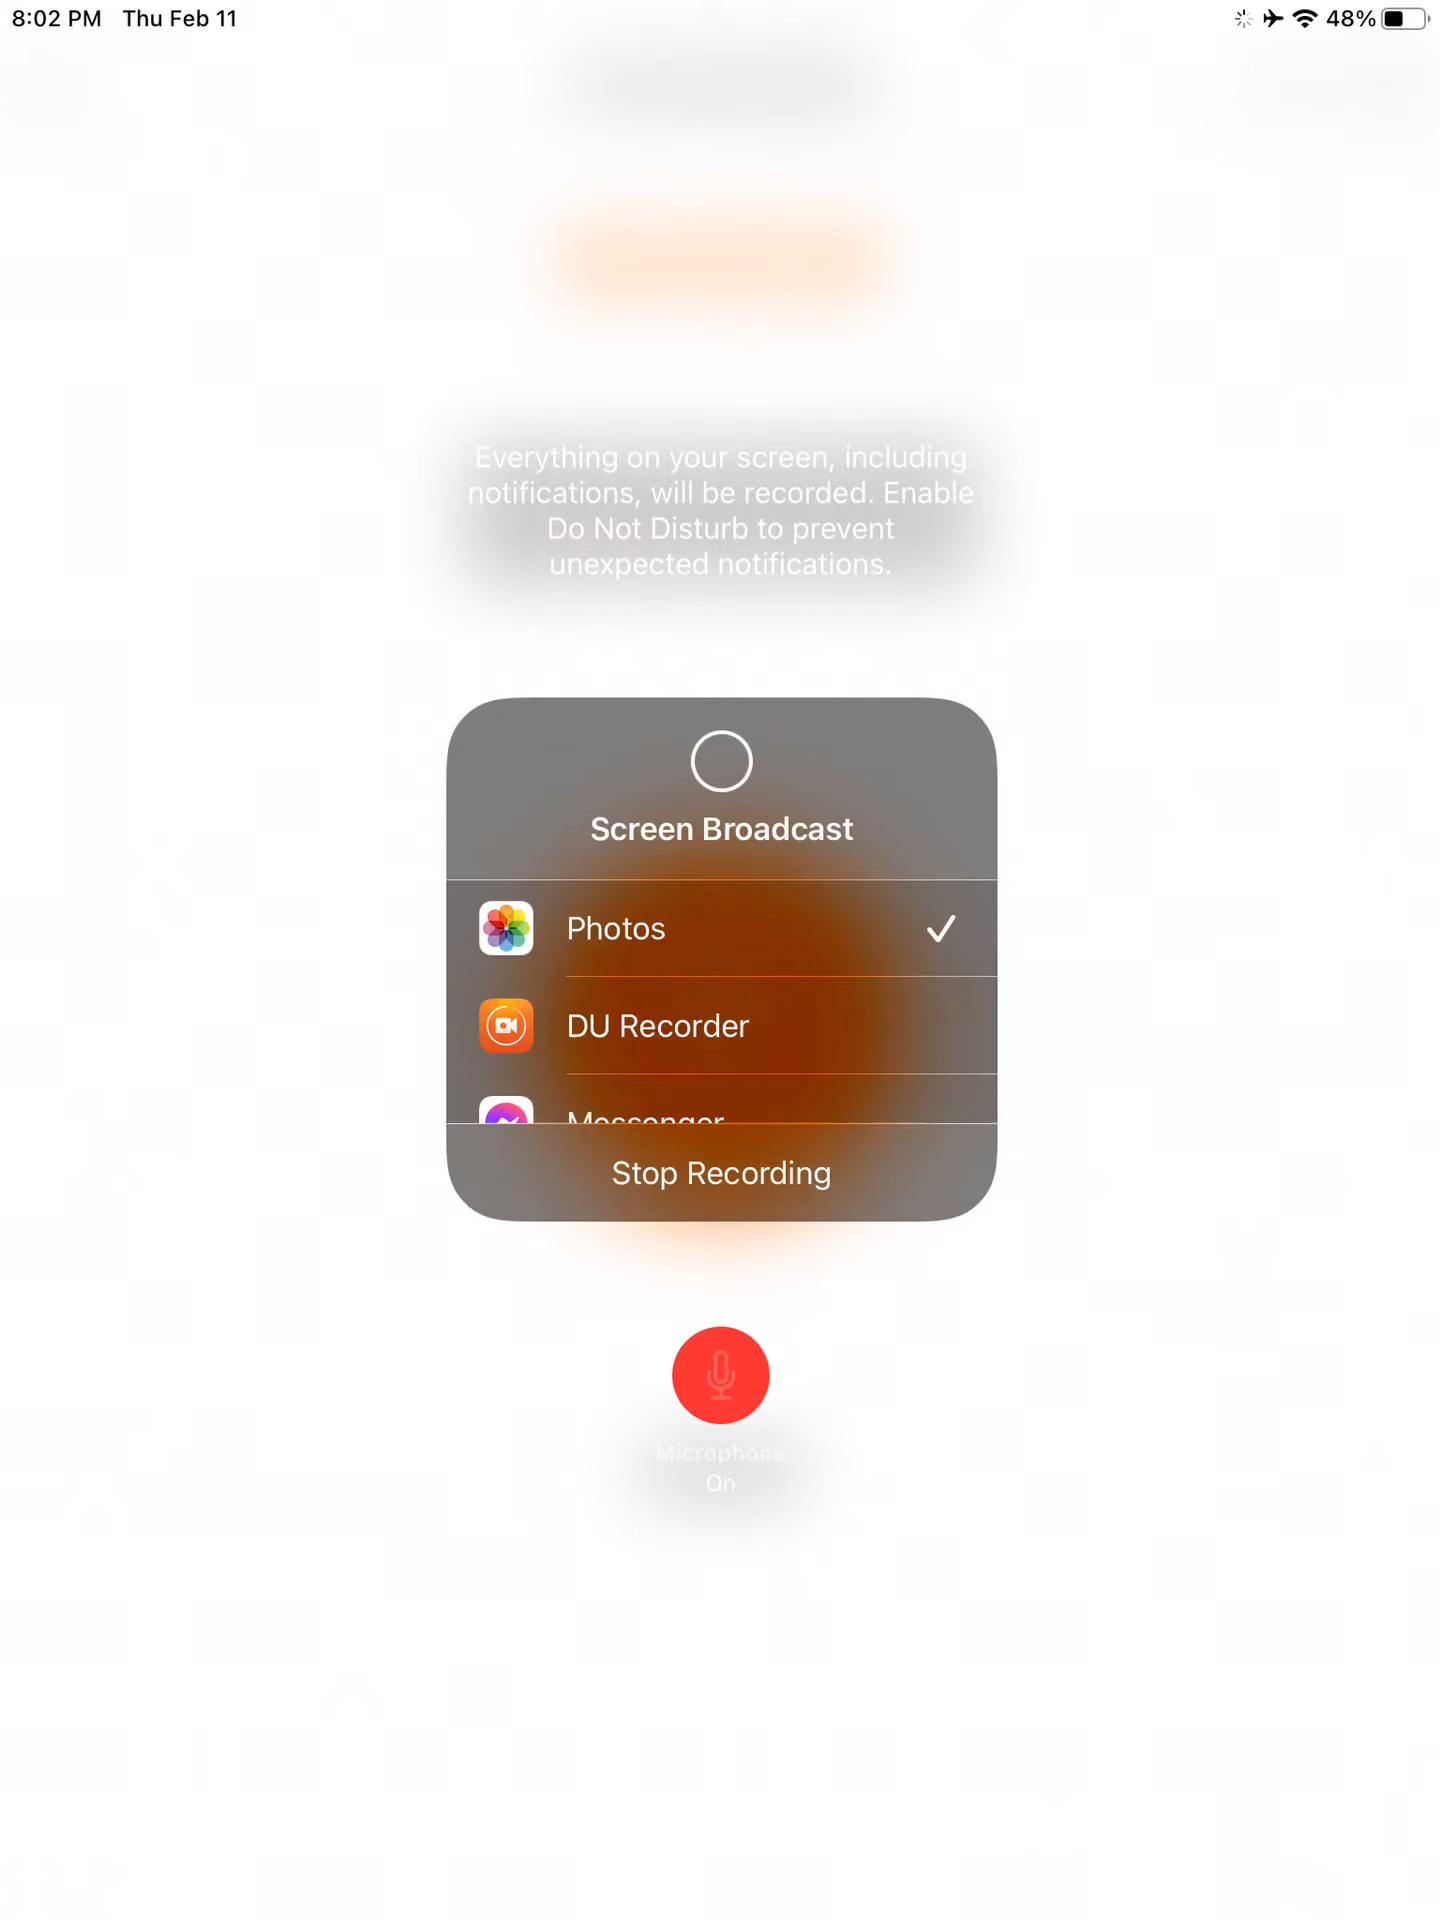 8:02 PM Thu Feb 11
48%
Everything on your screen, including
notifications, will be recorded. Enable
Do Not Disturb to prevent
unexpected notifications.
Screen Broadcast
Photos
DU Recorder
Messenger
Stop Recording
Microphone
On